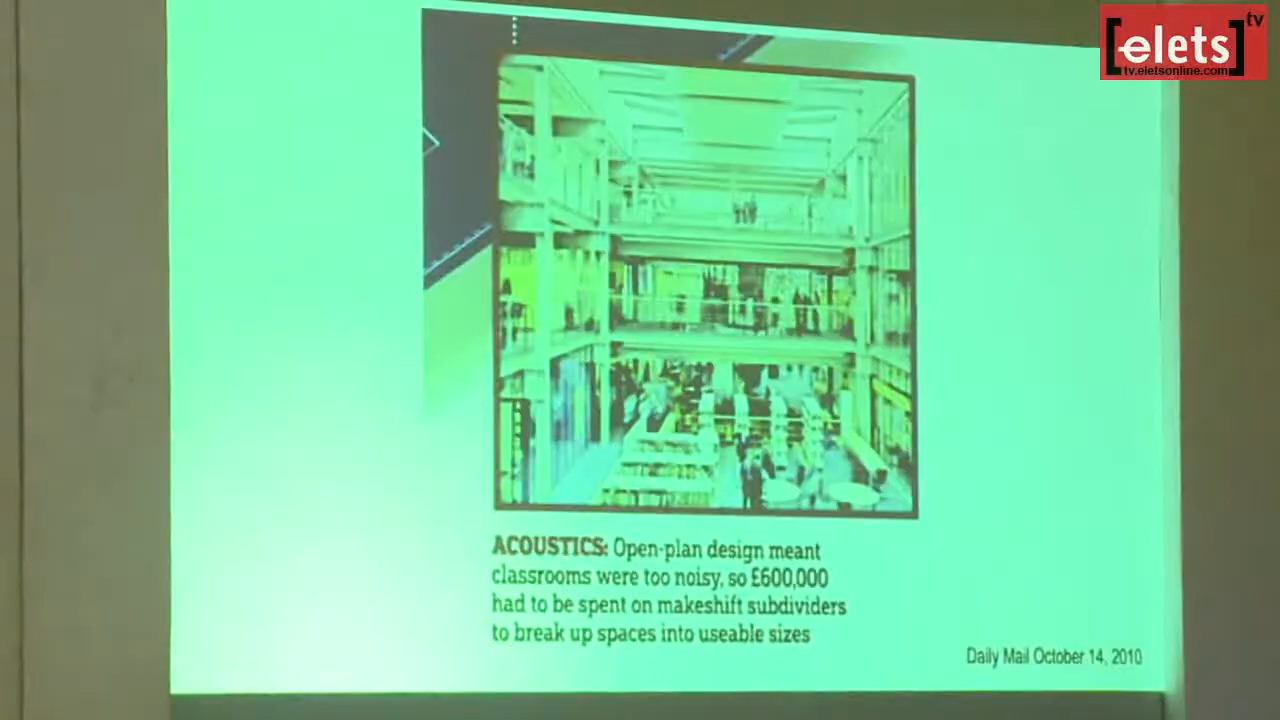 [elets]tv
tv.eletsonline.com
ACOUSTICS: Open-plan design meant
classrooms were too noisy, so £600,000
had to be spent on makeshift subdividers
to break up spaces into useable sizes
Daily Mail October 14, 2010